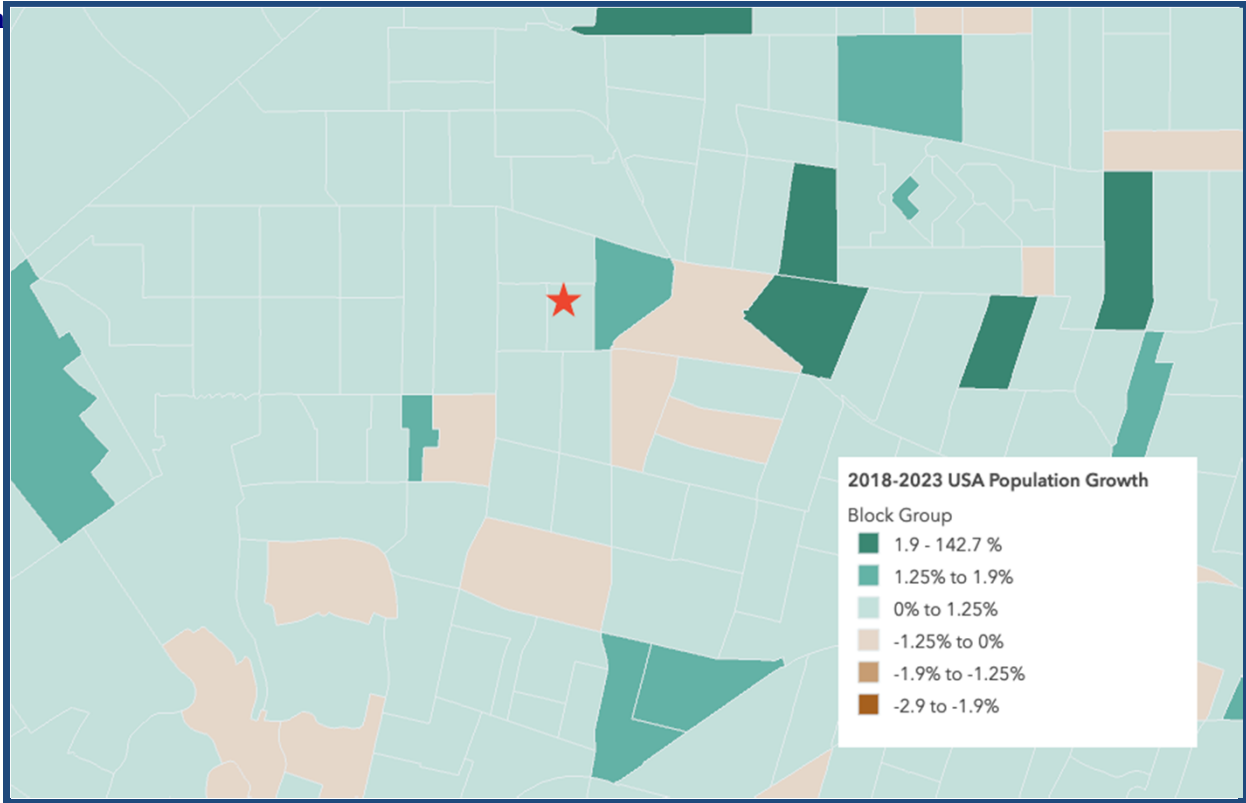 2018-2023 USA Population Growth
Block Group
1.9 - 142.7 %
1.25% to 1.9%
0% to 1.25%
-1.25% to 0%
-1.9% to -1.25%
-2.9 to -1.9%